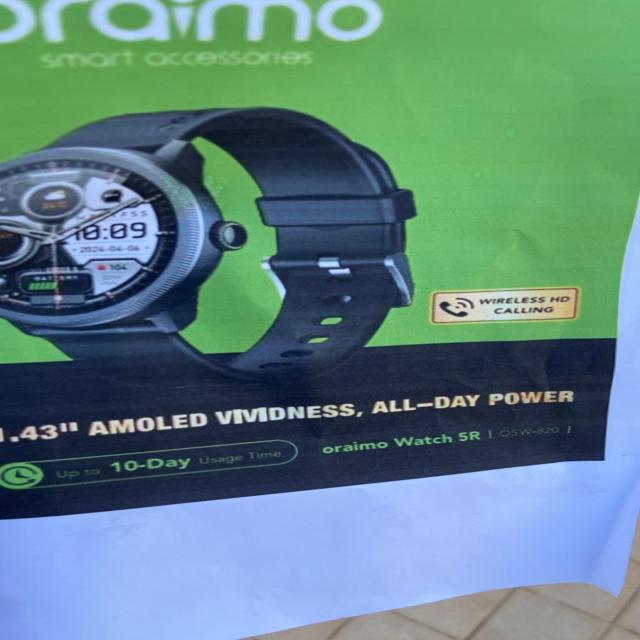 oraimo
smart accessories
10:09
2024-04-06
WIRELESS HD
CALLING
1.43" AMOLED VIVIDNESS, ALL-DAY POWER
Up to 10-Day Usage Time
oraimo Watch 5R | OSW-820 |